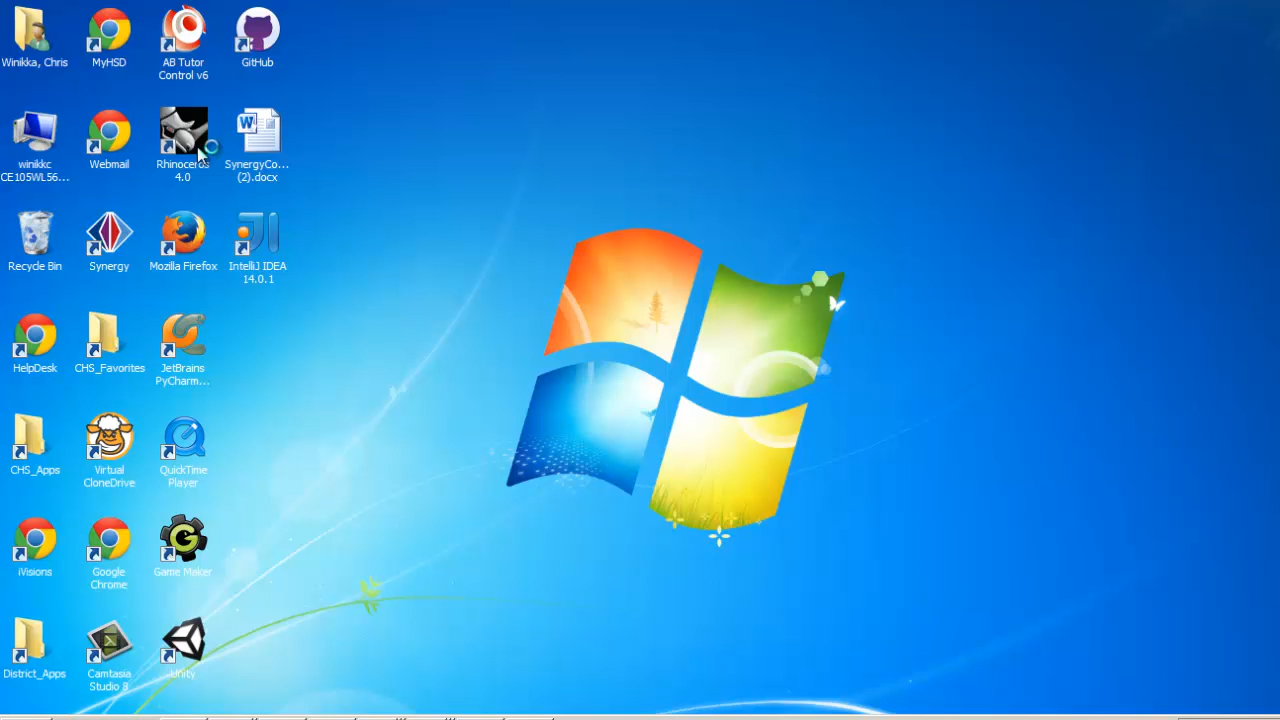 Winikka, Chris
MyHSD
AB Tutor
Control v6
GitHub
winikkc
CE105WL56...
Webmail
Rhinoceros
4.0
SynergyCo...
(2).docx
Recycle Bin
Synergy
Mozilla Firefox
IntelliJ IDEA
14.0.1
HelpDesk
CHS_Favorites
JetBrains
PyCharm...
CHS_Apps
Virtual
CloneDrive
QuickTime
Player
iVisions
Google
Chrome
Game Maker
District_Apps
Camtasia
Studio 8
Unity